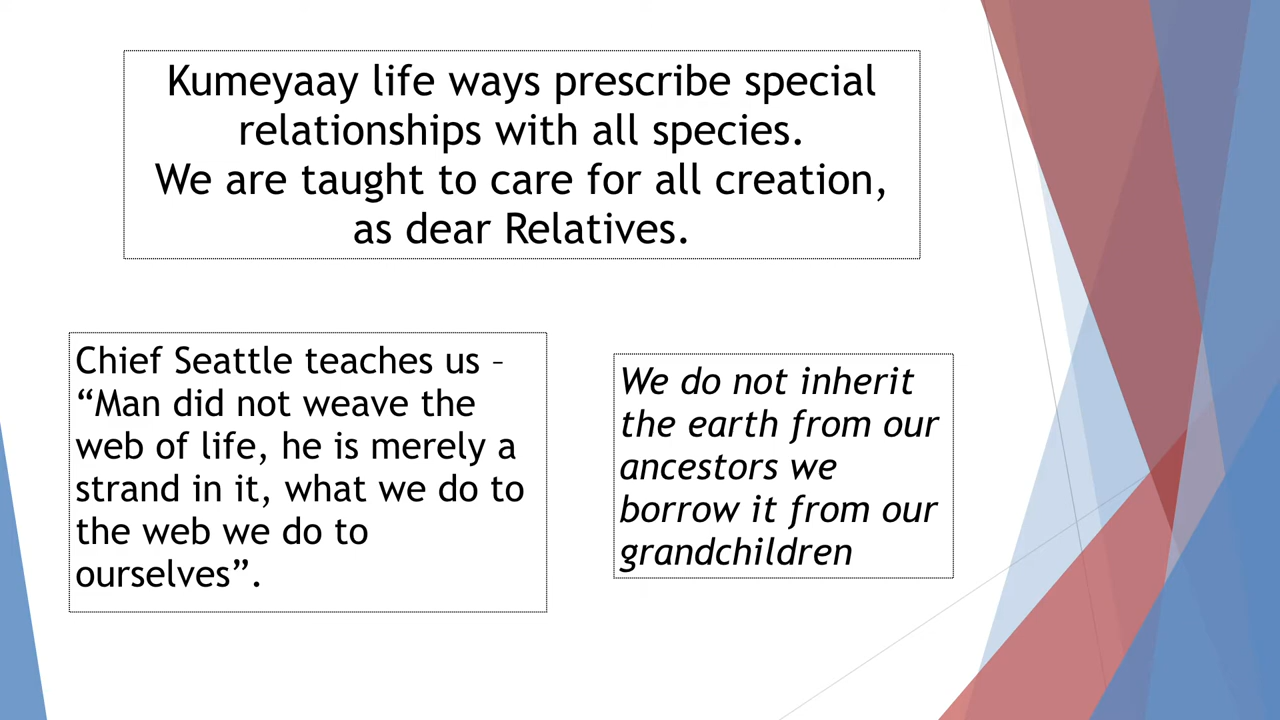 Kumeyaay life ways prescribe special
relationships with all species.
We are taught to care for all creation,
as dear Relatives.
Chief Seattle teaches us –
“Man did not weave the
web of life, he is merely a
strand in it, what we do to
the web we do to
ourselves”.
We do not inherit
the earth from our
ancestors we
borrow it from our
grandchildren